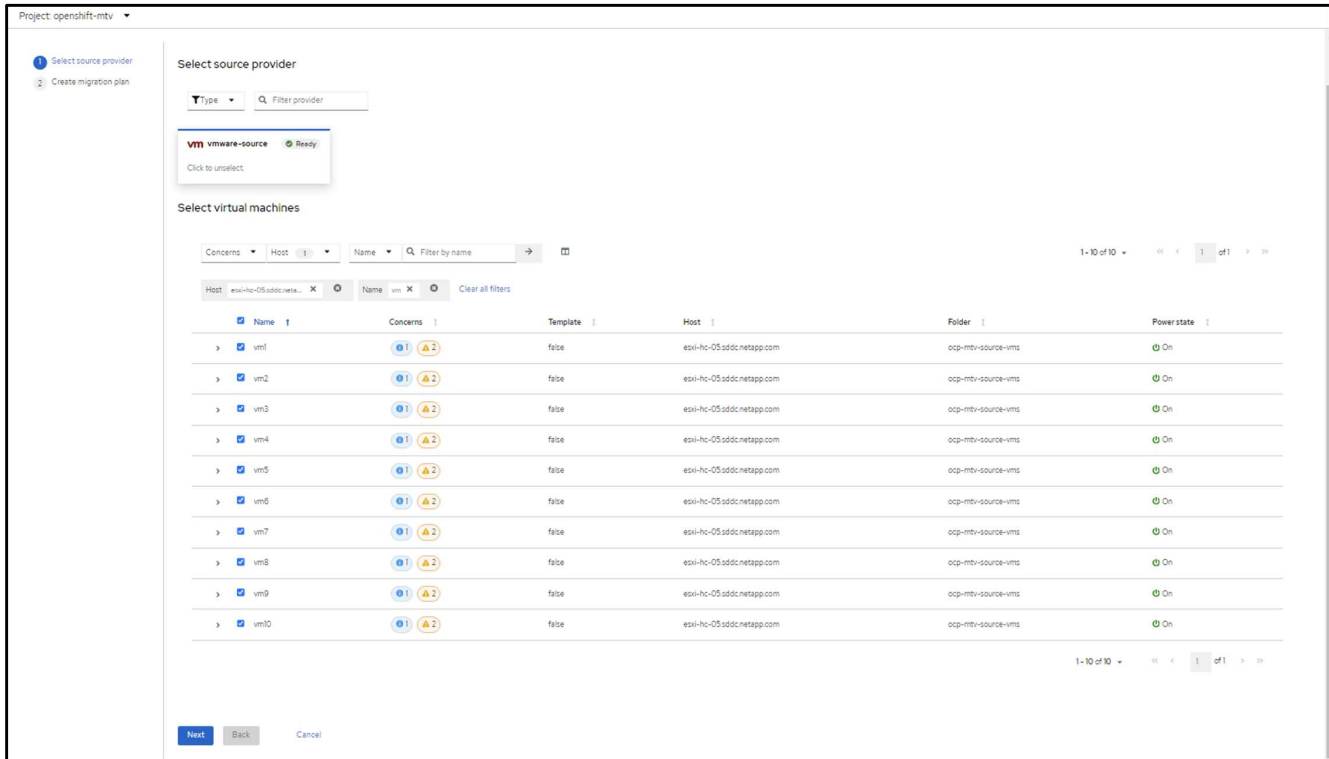 Project: openshift-mtv
1 Select source provider
2 Create migration plan
Select source provider
Type Filter provider
vm vmware-source Ready
Click to unselect.
Select virtual machines
Concerns Host 1 Name Filter by name 1 - 10 of 10 1 of 1
Host esxi-hc-05.sddc.neta... Name vm Clear all filters
Name Concerns Template Host Folder Power state
vm1 1 2 false esxi-hc-05.sddc.netapp.com ocp-mtv-source-vms On
vm2 1 2 false esxi-hc-05.sddc.netapp.com ocp-mtv-source-vms On
vm3 1 2 false esxi-hc-05.sddc.netapp.com ocp-mtv-source-vms On
vm4 1 2 false esxi-hc-05.sddc.netapp.com ocp-mtv-source-vms On
vm5 1 2 false esxi-hc-05.sddc.netapp.com ocp-mtv-source-vms On
vm6 1 2 false esxi-hc-05.sddc.netapp.com ocp-mtv-source-vms On
vm7 1 2 false esxi-hc-05.sddc.netapp.com ocp-mtv-source-vms On
vm8 1 2 false esxi-hc-05.sddc.netapp.com ocp-mtv-source-vms On
vm9 1 2 false esxi-hc-05.sddc.netapp.com ocp-mtv-source-vms On
vm10 1 2 false esxi-hc-05.sddc.netapp.com ocp-mtv-source-vms On
1 - 10 of 10 1 of 1
Next Back Cancel